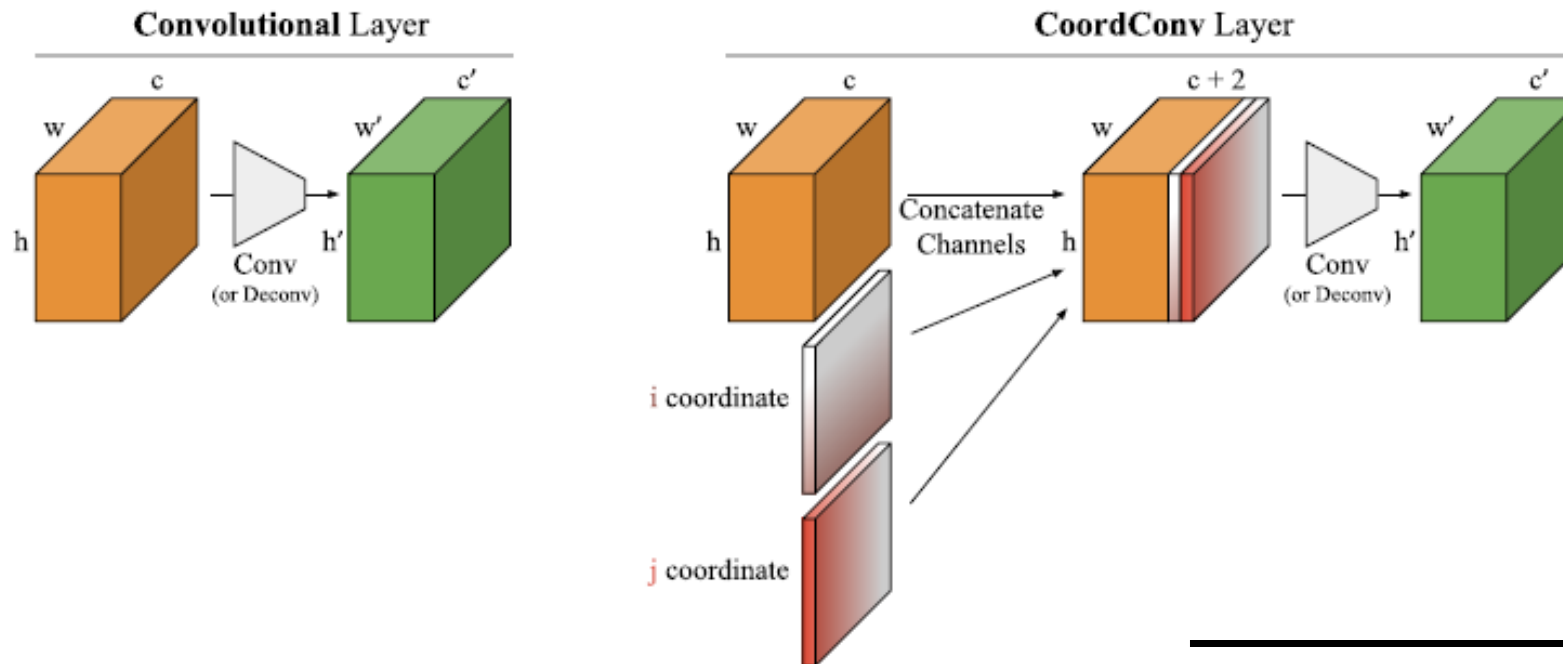 Convolutional Layer
c
c′
w
w′
h
h′
Conv
(or Deconv)
CoordConv Layer
c
c + 2
c′
w
w
w′
Concatenate
Channels
h
h
h′
Conv
(or Deconv)
i coordinate
j coordinate